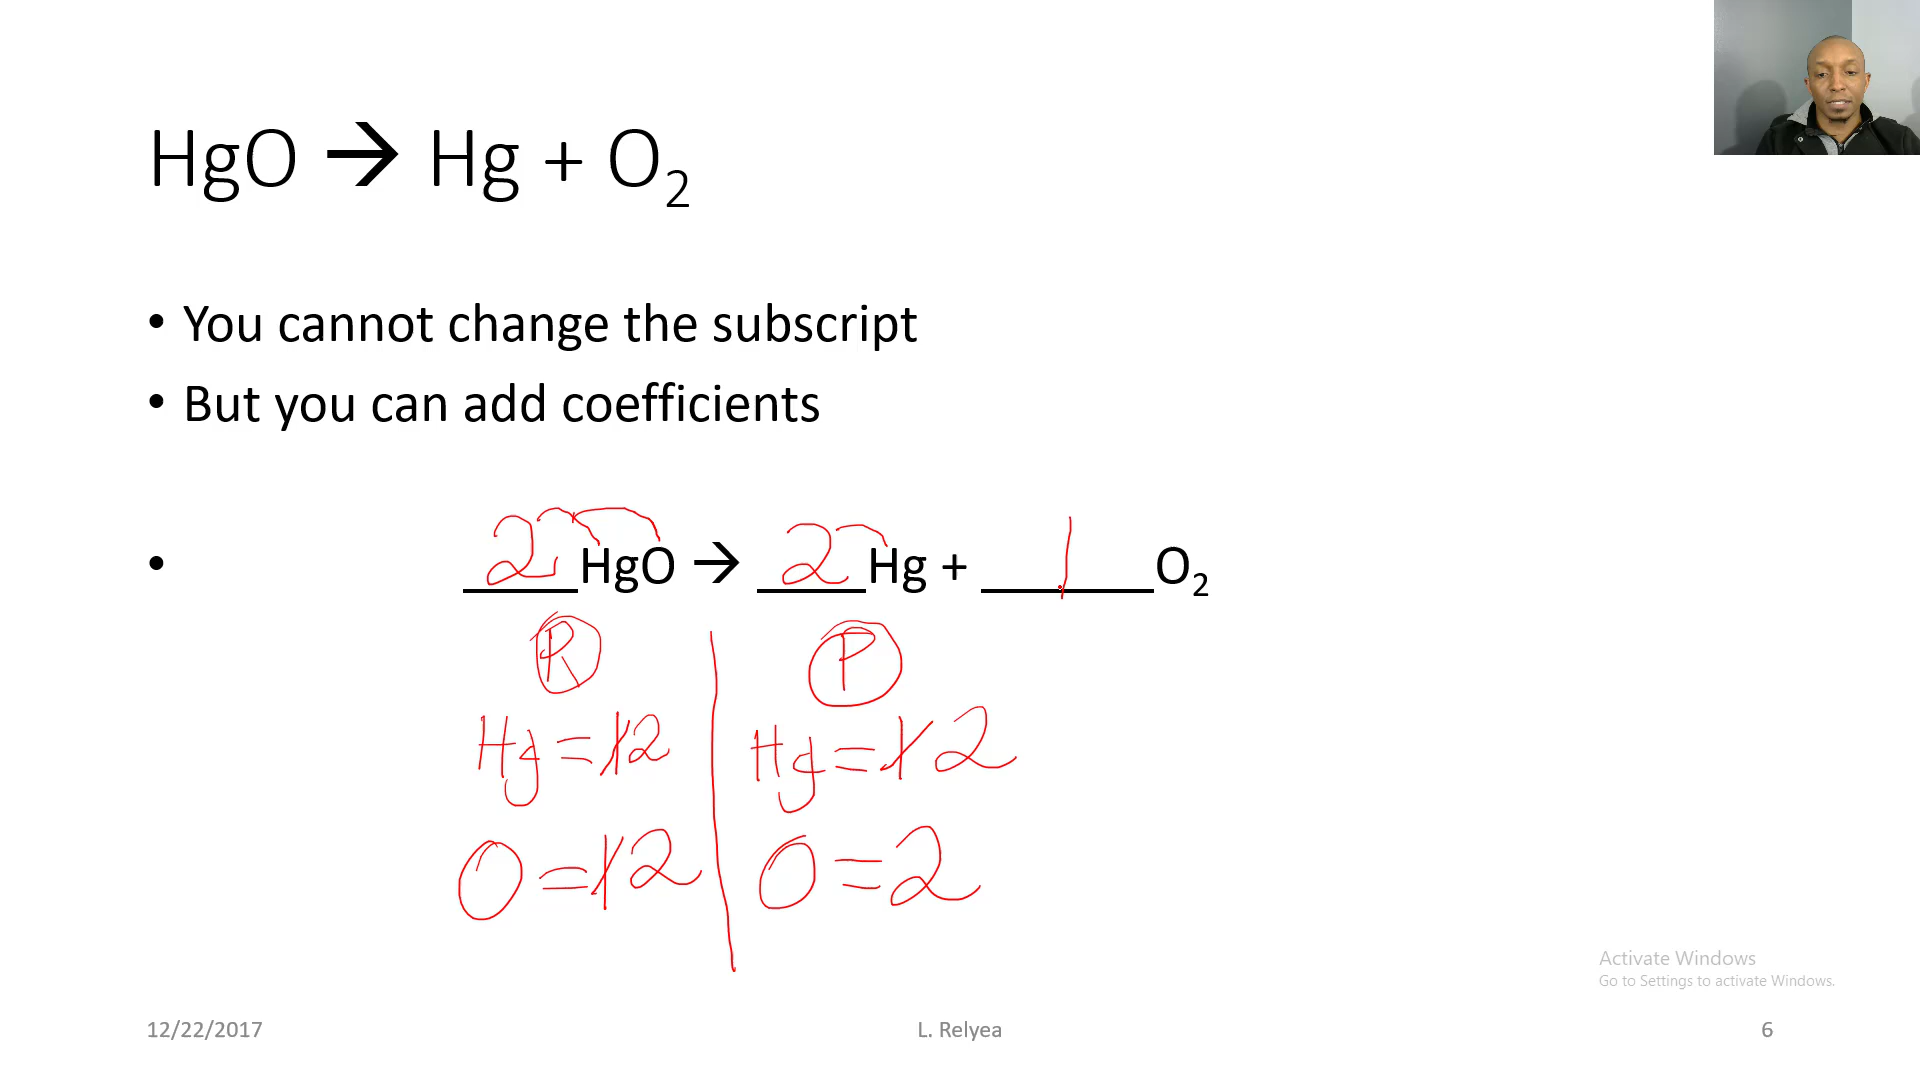 HgO → Hg + O₂
• You cannot change the subscript
• But you can add coefficients
• 2 HgO → 2 Hg + 1 O₂
R P
Hg = 1 2 Hg = 1 2
O = 1 2 O = 2
Activate Windows
Go to Settings to activate Windows.
12/22/2017 L. Relyea 6